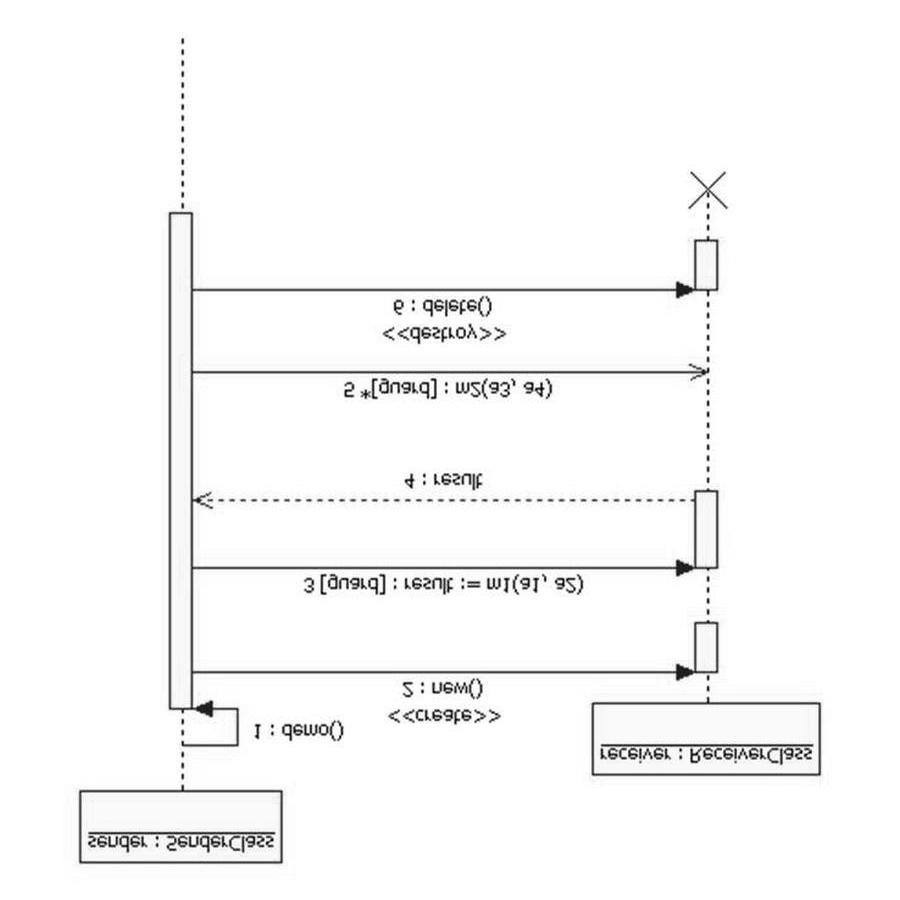 sender : SenderClass
receiver : ReceiverClass
1 : demo()
<<create>>
2 : new()
3 [guard] : result := m1(a1, a2)
4 : result
5 *[guard] : m2(a3, a4)
<<destroy>>
6 : delete()